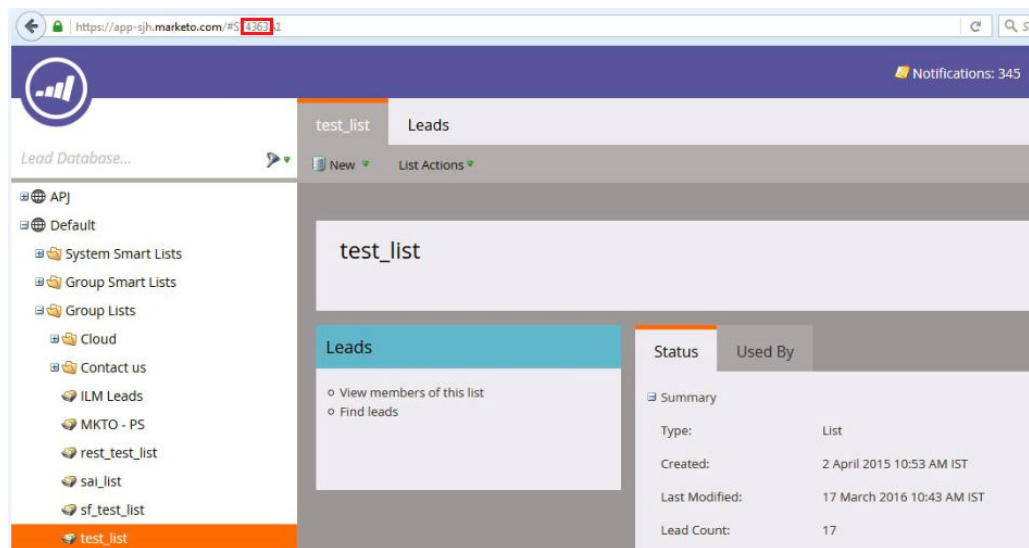 https://app-sjh.marketo.com/#ST4363A1
Notifications: 345
test_list
Leads
Lead Database...
New
List Actions
APJ
Default
System Smart Lists
Group Smart Lists
Group Lists
Cloud
Contact us
ILM Leads
MKTO - PS
rest_test_list
sai_list
sf_test_list
test_list
test_list
Leads
View members of this list
Find leads
Status
Used By
Summary
Type: List
Created: 2 April 2015 10:53 AM IST
Last Modified: 17 March 2016 10:43 AM IST
Lead Count: 17